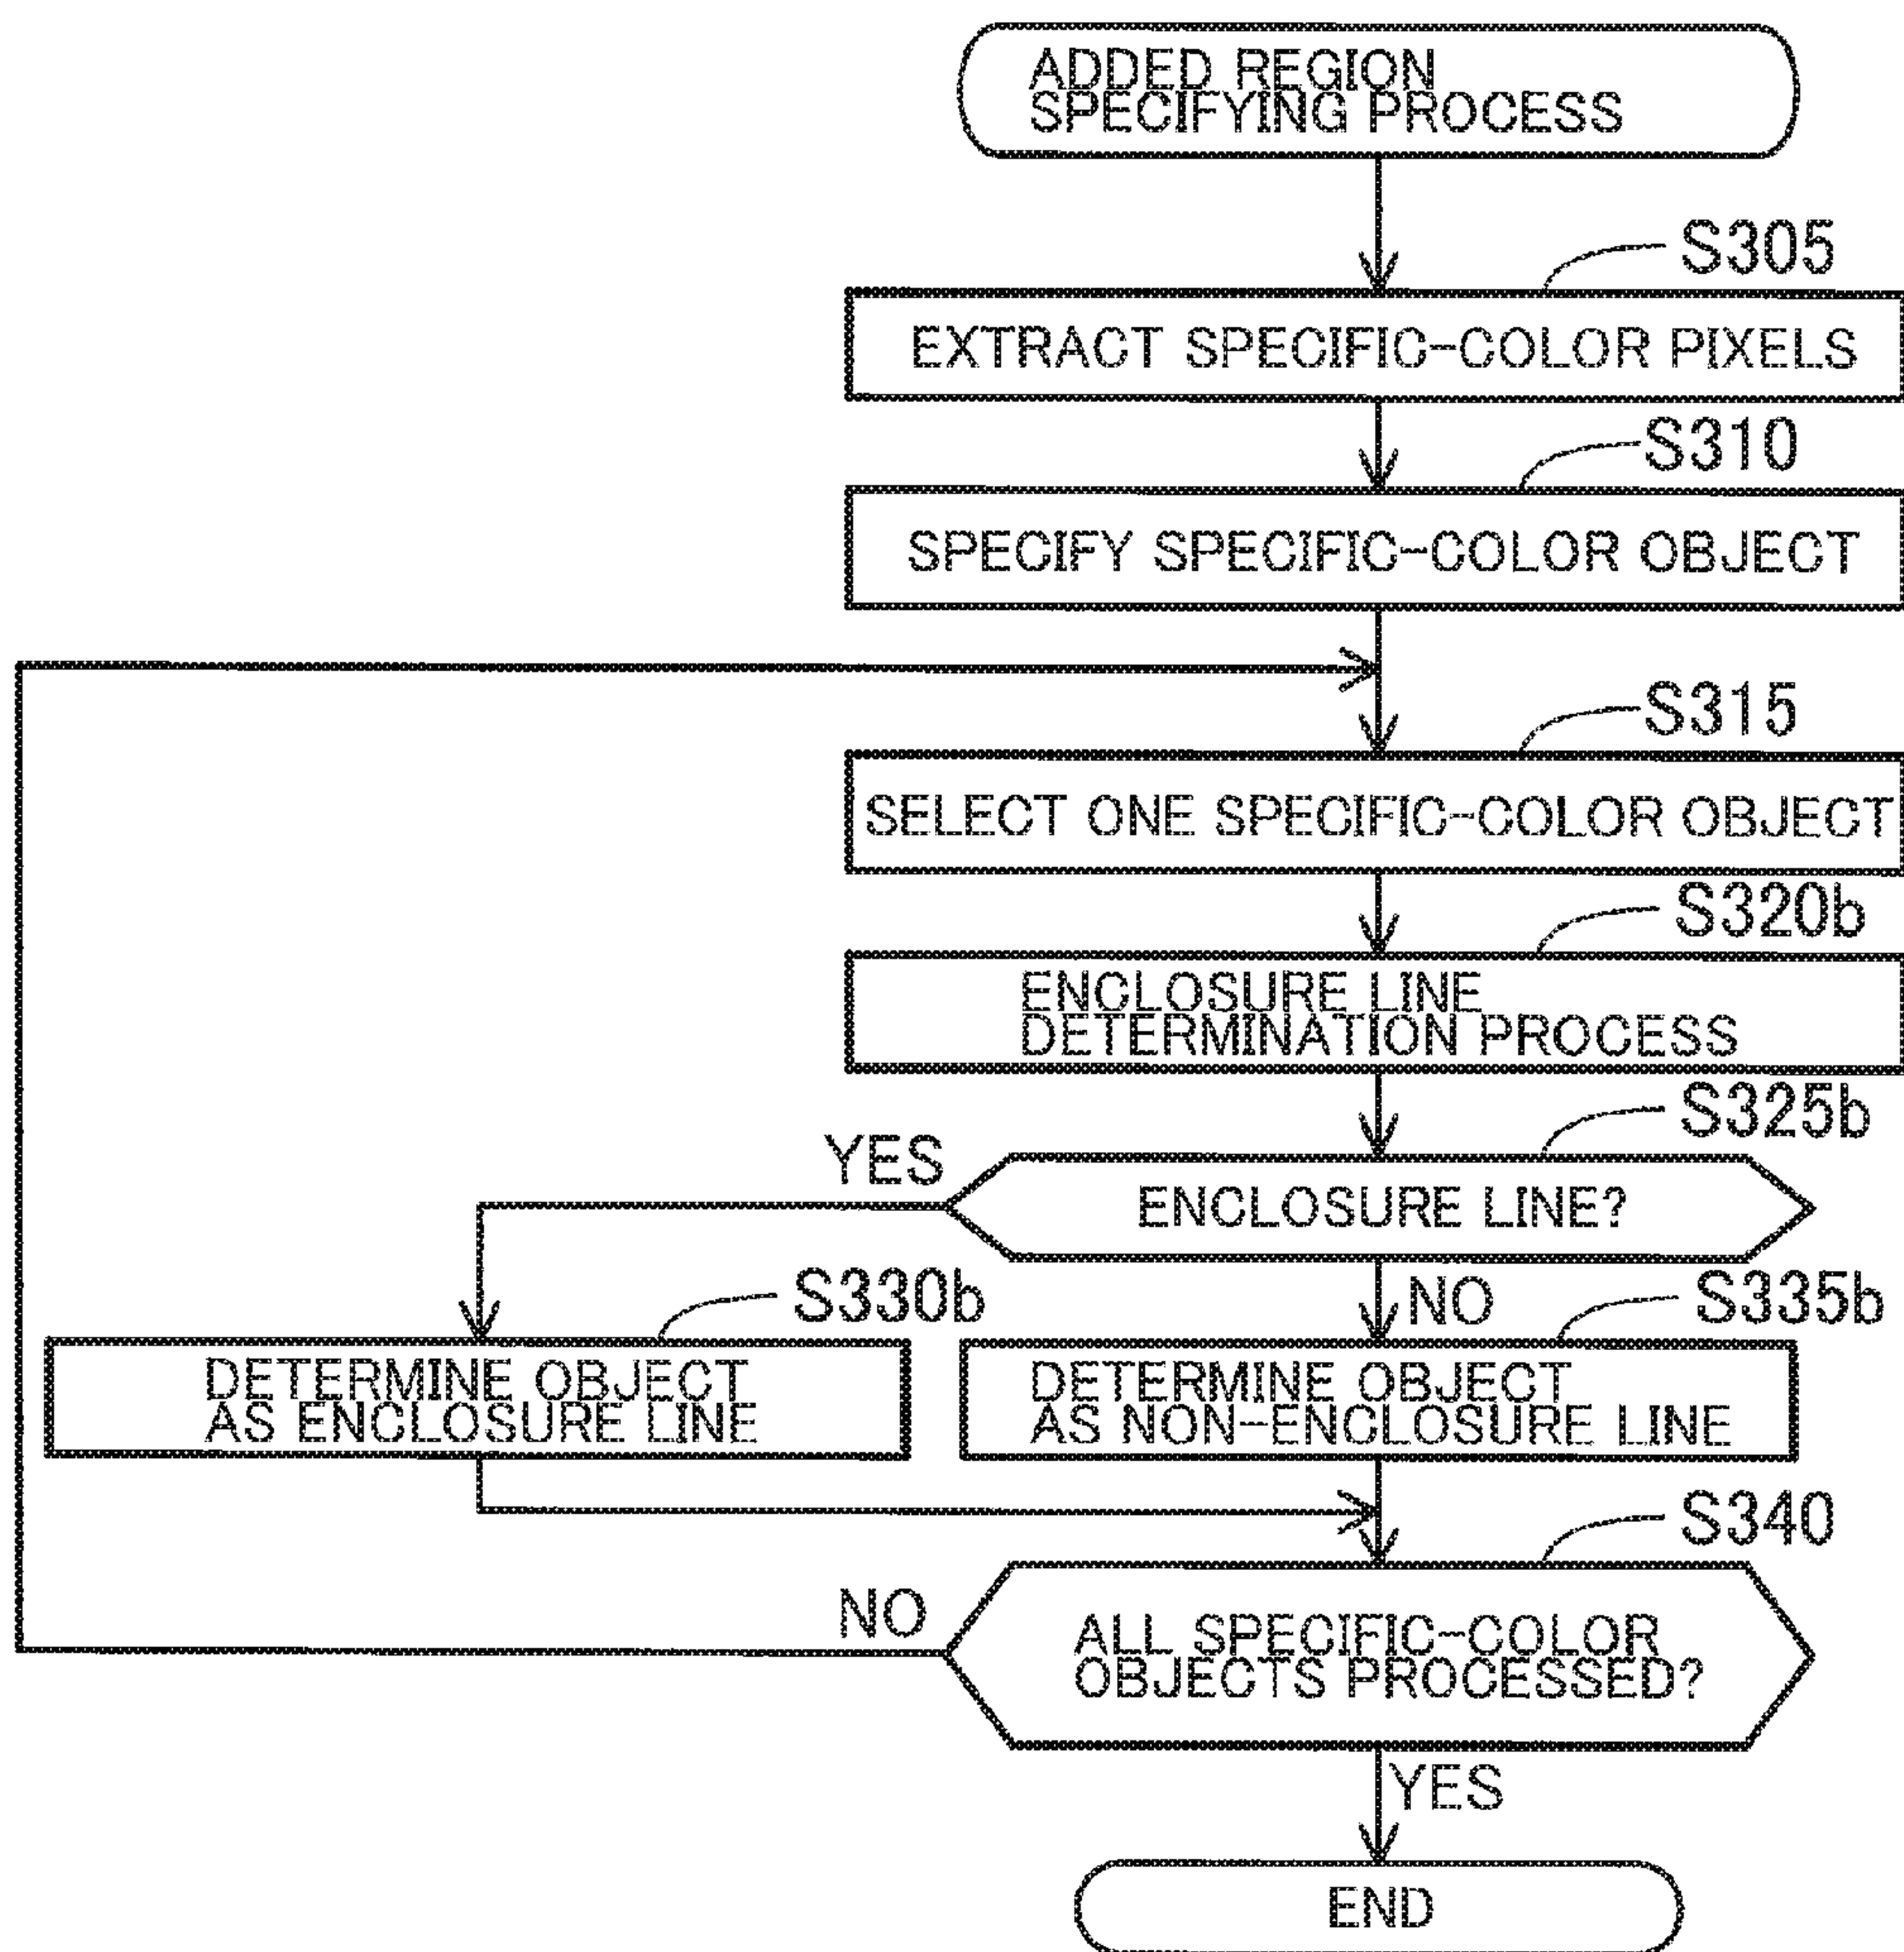 ADDED REGION
SPECIFYING PROCESS
S305
EXTRACT SPECIFIC-COLOR PIXELS
S310
SPECIFY SPECIFIC-COLOR OBJECT
S315
SELECT ONE SPECIFIC-COLOR OBJECT
S320b
ENCLOSURE LINE
DETERMINATION PROCESS
S325b
YES
ENCLOSURE LINE?
S330b
NO
S335b
DETERMINE OBJECT
AS ENCLOSURE LINE
DETERMINE OBJECT
AS NON-ENCLOSURE LINE
S340
NO
ALL SPECIFIC-COLOR
OBJECTS PROCESSED?
YES
END